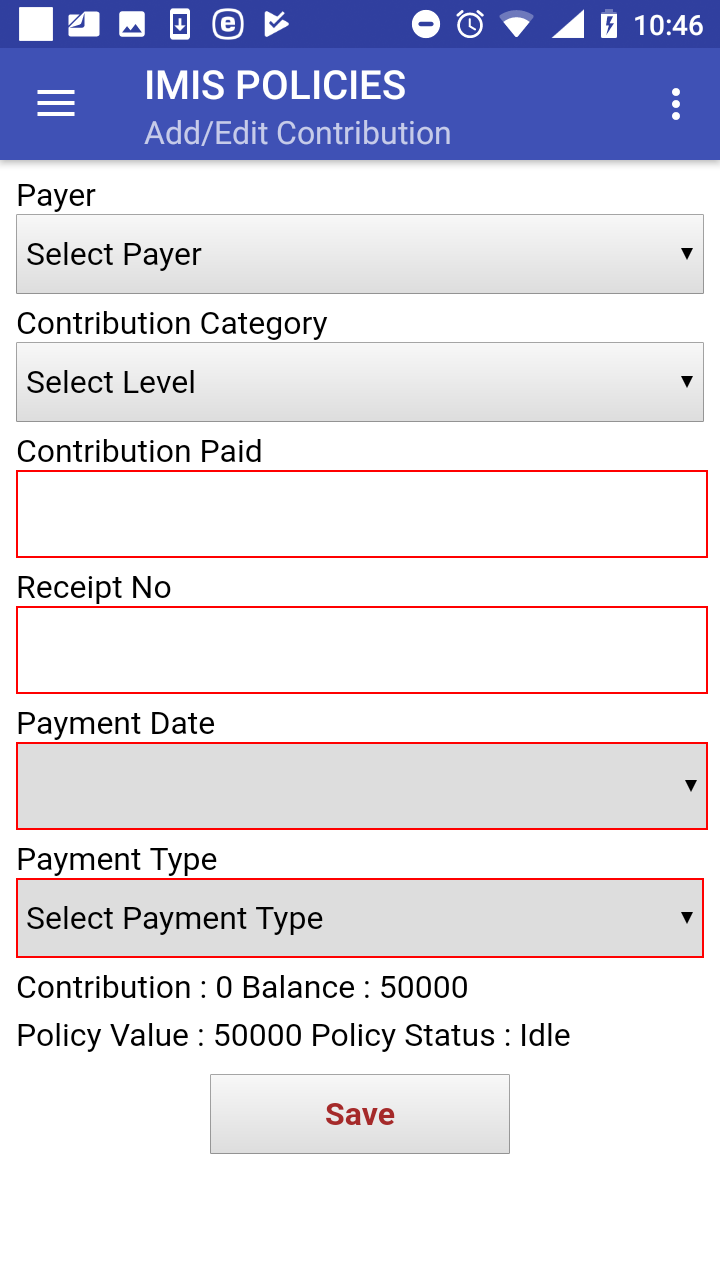 10:46
IMIS POLICIES
Add/Edit Contribution
Payer
Select Payer
Contribution Category
Select Level
Contribution Paid
Receipt No
Payment Date
Payment Type
Select Payment Type
Contribution : 0 Balance : 50000
Policy Value : 50000 Policy Status : Idle
Save